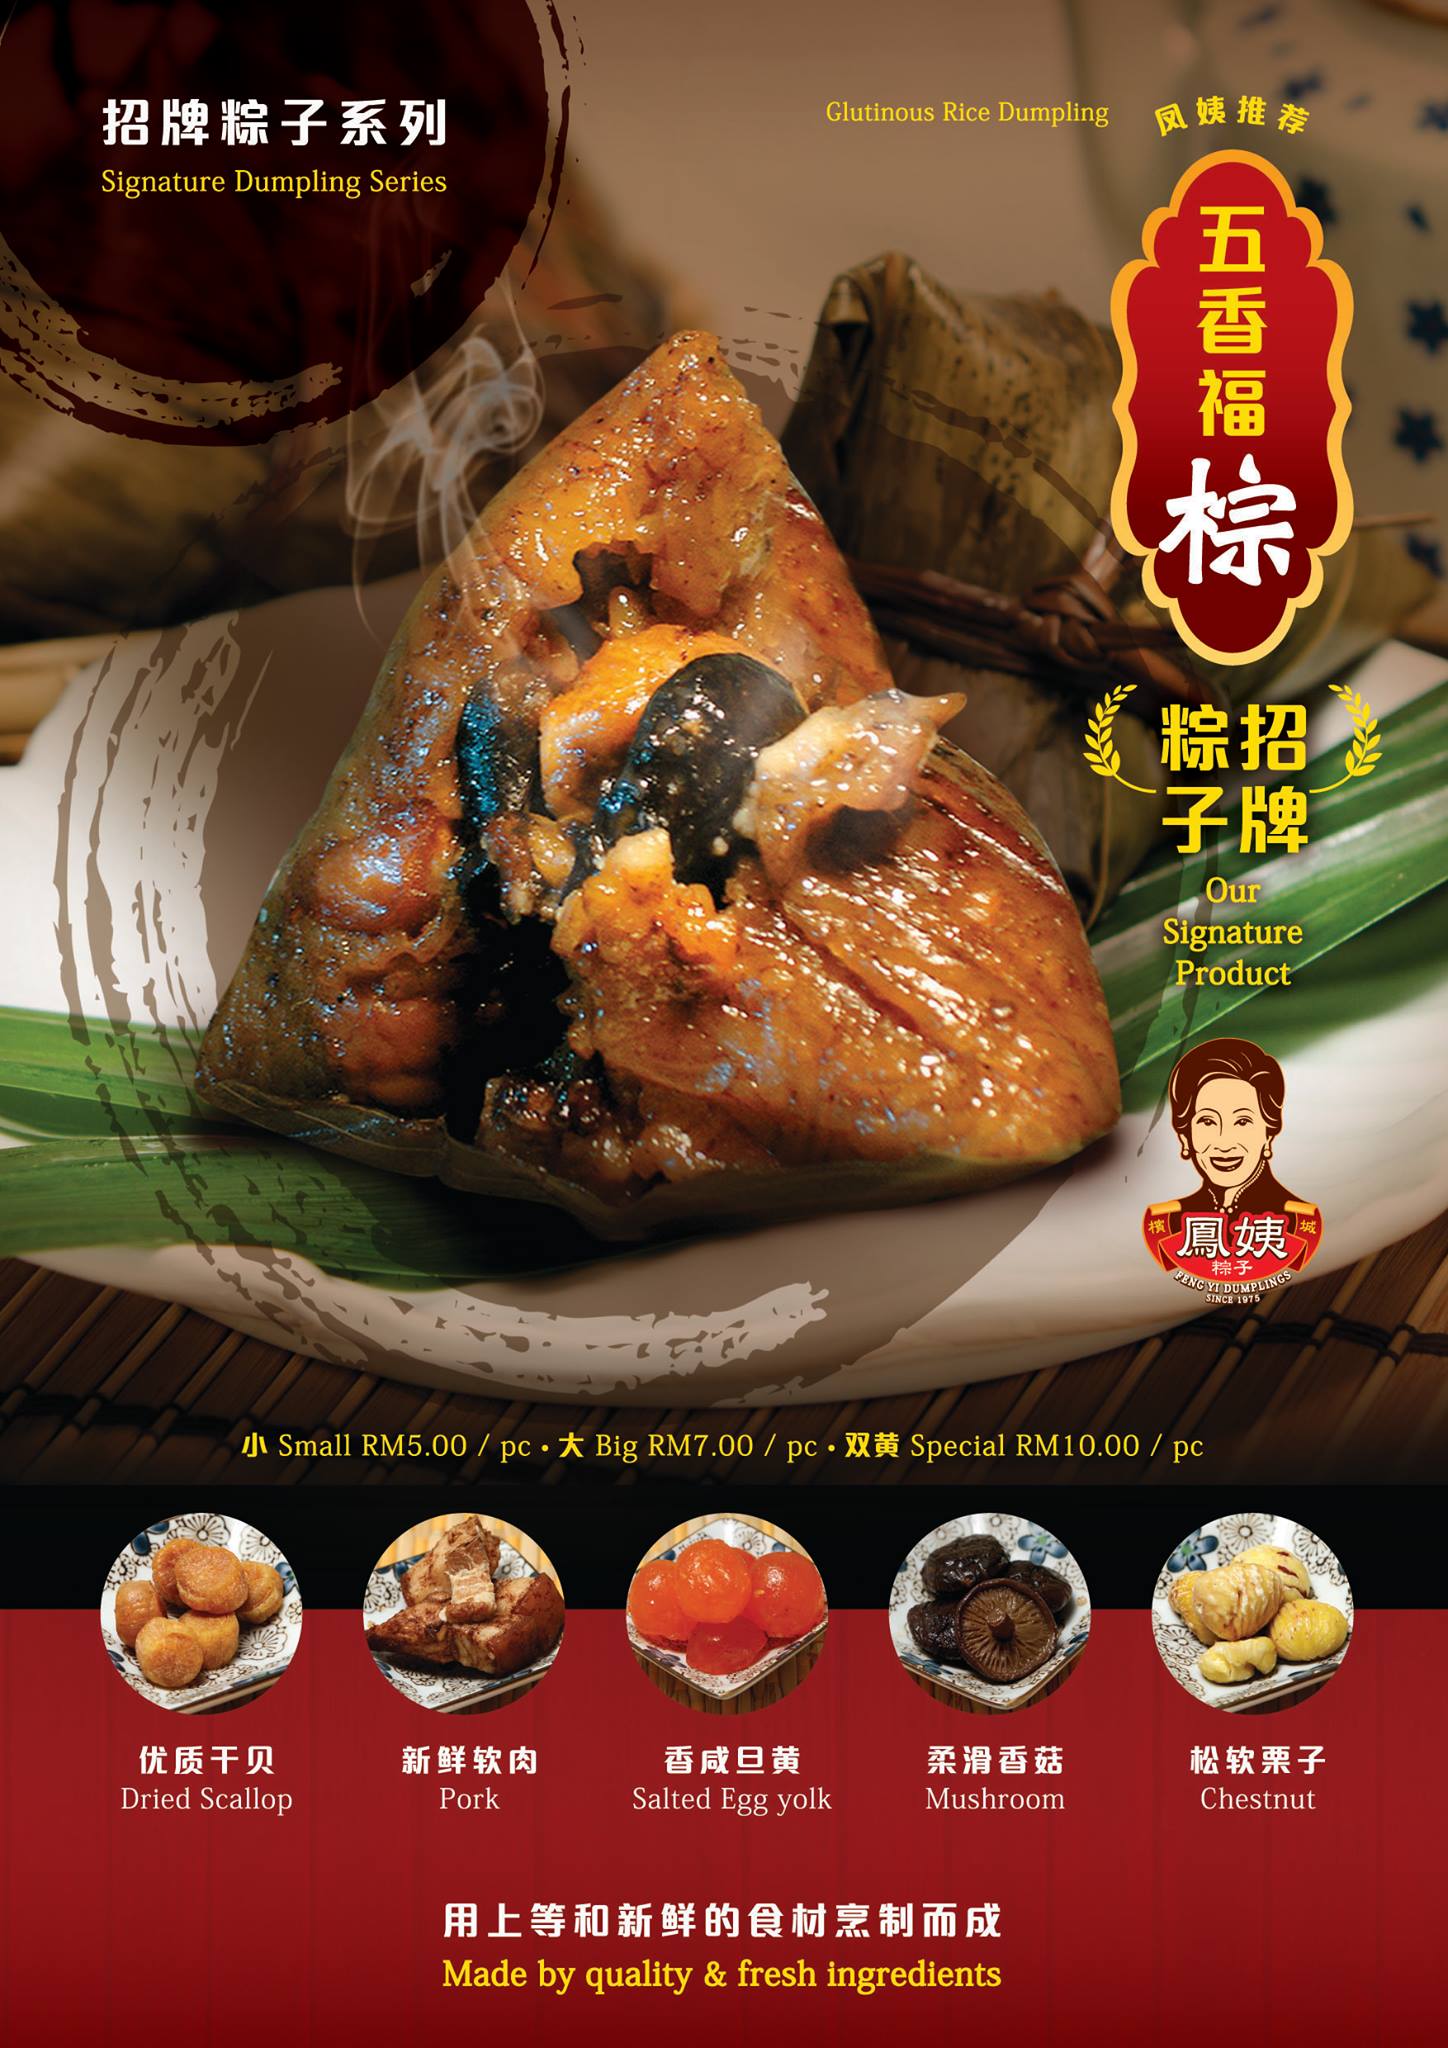 招牌粽子系列
Signature Dumpling Series
Glutinous Rice Dumpling
凤姨推荐
五香福棕
招牌
粽子
Our
Signature
Product
檳城
鳳姨
粽子
FENG YI DUMPLINGS
SINCE 1975
小 Small RM5.00 / pc • 大 Big RM7.00 / pc • 双黄 Special RM10.00 / pc
优质干贝
Dried Scallop
新鲜软肉
Pork
香咸旦黄
Salted Egg yolk
柔滑香菇
Mushroom
松软栗子
Chestnut
用上等和新鲜的食材烹制而成
Made by quality & fresh ingredients